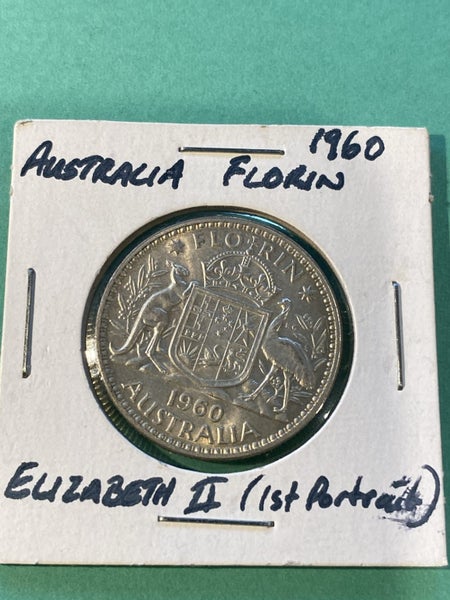 1960
AUSTRALIA FLORIN
FLORIN
1960
AUSTRALIA
ELIZABETH II (1st Portrait)